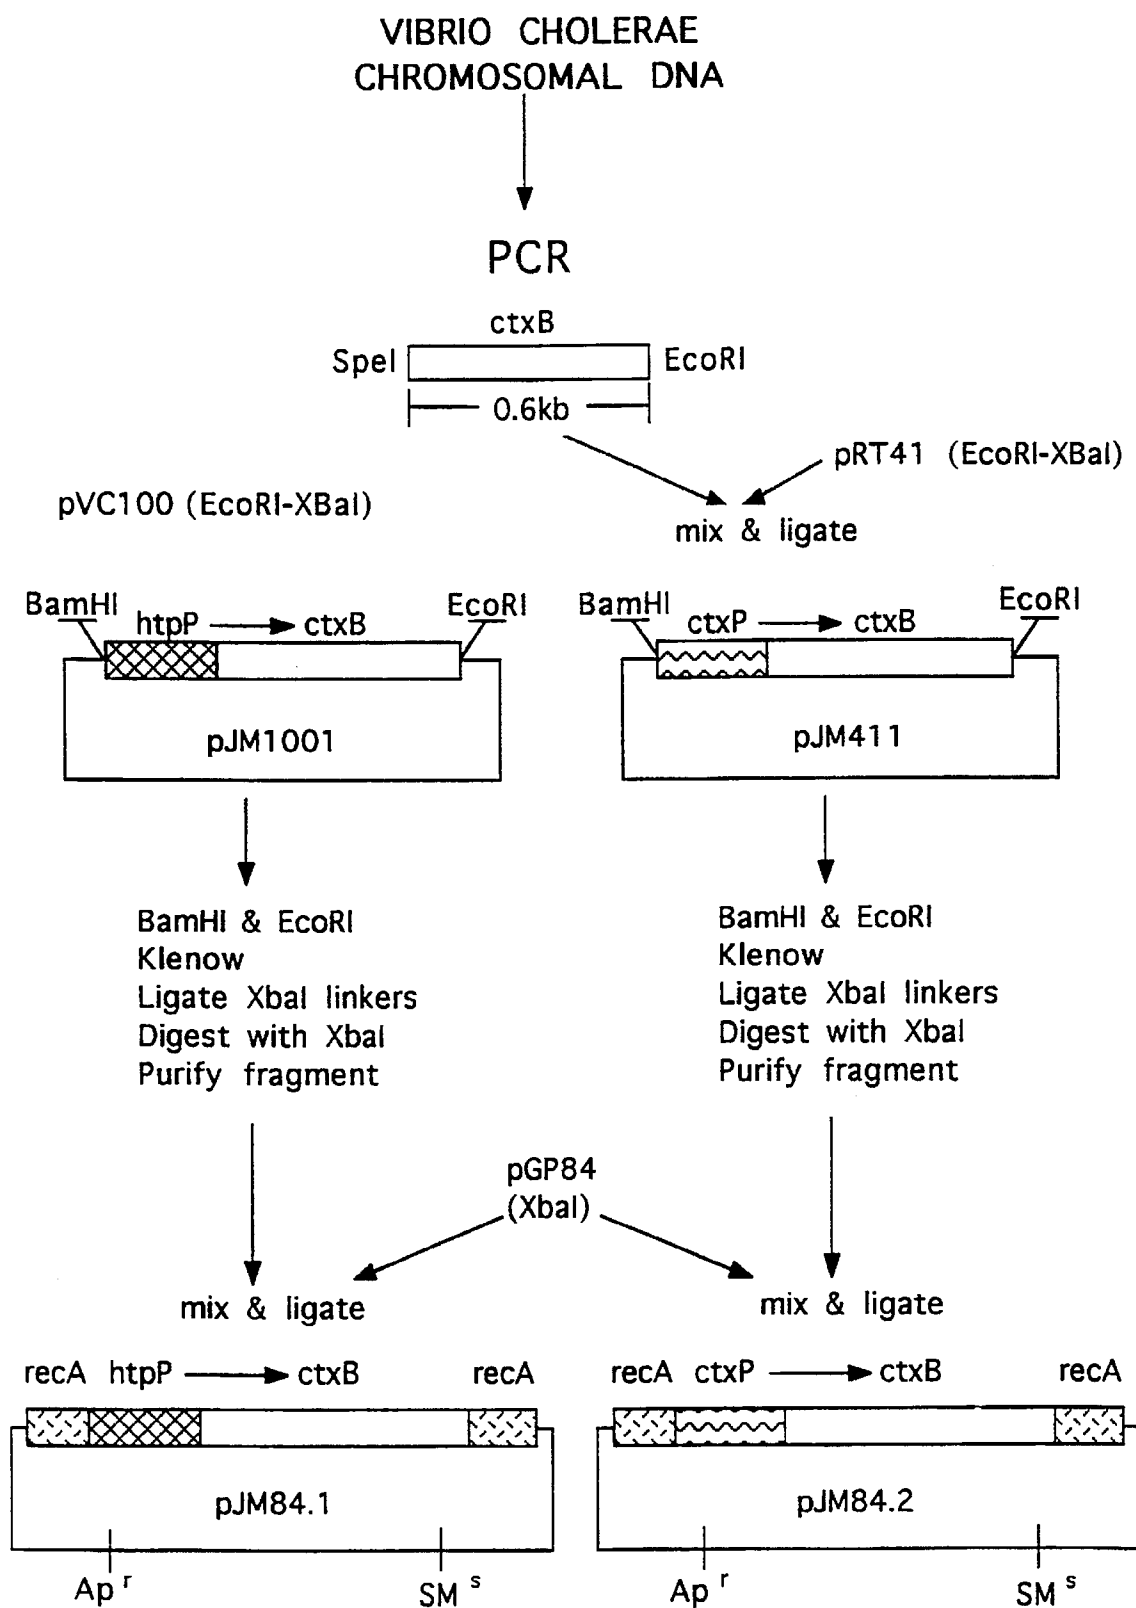 VIBRIO CHOLERAE
CHROMOSOMAL DNA
PCR
ctxB
SpeI
EcoRI
0.6kb
pRT41 (EcoRI-XBaI)
pVC100 (EcoRI-XBaI)
mix & ligate
BamHI
htpP
ctxB
EcoRI
pJM1001
BamHI
ctxP
ctxB
EcoRI
pJM411
BamHI & EcoRI
Klenow
Ligate XbaI linkers
Digest with XbaI
Purify fragment
BamHI & EcoRI
Klenow
Ligate XbaI linkers
Digest with XbaI
Purify fragment
pGP84
(XbaI)
mix & ligate
mix & ligate
recA htpP ctxB recA
pJM84.1
Ap r
SM s
recA ctxP ctxB recA
pJM84.2
Ap r
SM s